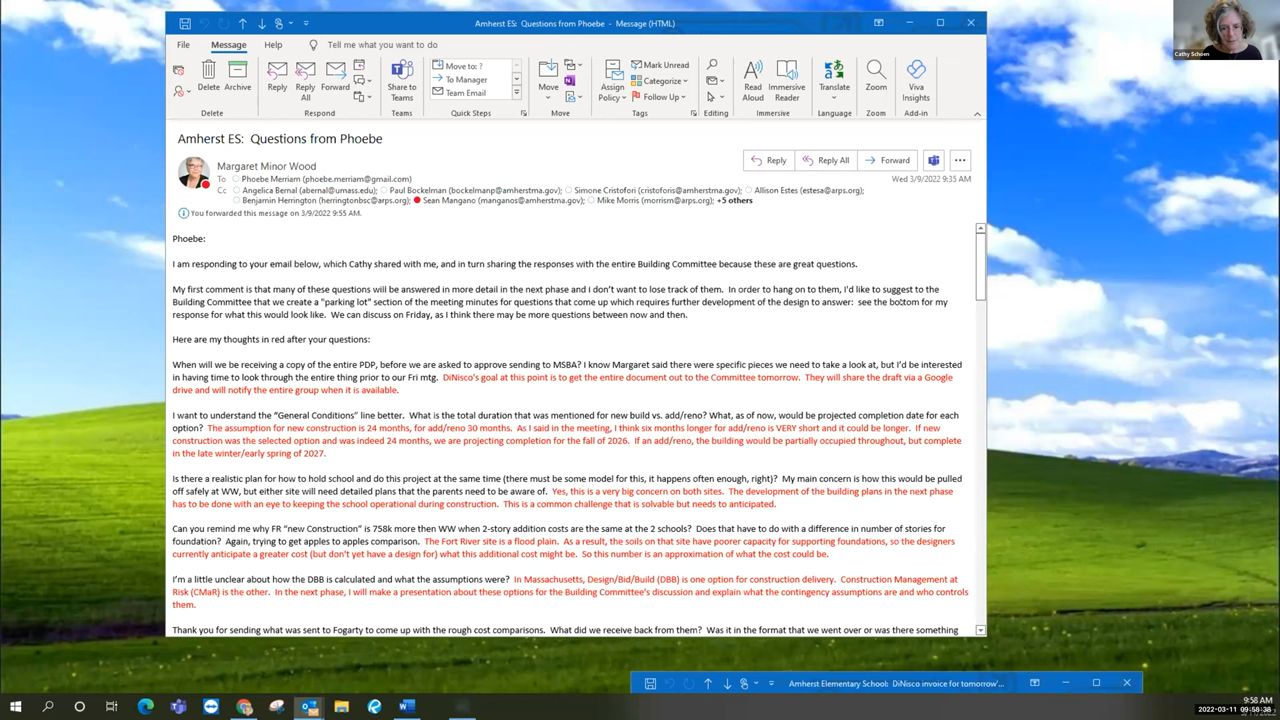 Amherst ES: Questions from Phoebe - Message (HTML)
Cathy Schoen
File Message Help Tell me what you want to do
Delete Archive Reply Reply All Forward Share to Teams Move to: ? To Manager Team Email Move Assign Policy Mark Unread Categorize Follow Up Editing Read Aloud Immersive Reader Translate Zoom Viva Insights
Delete Respond Teams Quick Steps Move Tags Editing Immersive Language Zoom Add-in
Amherst ES: Questions from Phoebe
Margaret Minor Wood
Reply Reply All Forward
To Phoebe Merriam (phoebe.merriam@gmail.com)
Wed 3/9/2022 9:35 AM
Cc Angelica Bernal (abernal@umass.edu); Paul Bockelman (bockelmanp@amherstma.gov); Simone Cristofori (cristoforis@amherstma.gov); Allison Estes (estesa@arps.org);
Benjamin Herrington (herringtonbsc@arps.org); Sean Mangano (manganos@amherstma.gov); Mike Morris (morrism@arps.org); +5 others
You forwarded this message on 3/9/2022 9:55 AM.
Phoebe:
I am responding to your email below, which Cathy shared with me, and in turn sharing the responses with the entire Building Committee because these are great questions.
My first comment is that many of these questions will be answered in more detail in the next phase and I don't want to lose track of them. In order to hang on to them, I'd like to suggest to the
Building Committee that we create a "parking lot" section of the meeting minutes for questions that come up which requires further development of the design to answer: see the bottom for my
response for what this would look like. We can discuss on Friday, as I think there may be more questions between now and then.
Here are my thoughts in red after your questions:
When will we be receiving a copy of the entire PDP, before we are asked to approve sending to MSBA? I know Margaret said there were specific pieces we need to take a look at, but I'd be interested
in having time to look through the entire thing prior to our Fri mtg. DiNisco's goal at this point is to get the entire document out to the Committee tomorrow. They will share the draft via a Google
drive and will notify the entire group when it is available.
I want to understand the “General Conditions” line better. What is the total duration that was mentioned for new build vs. add/reno? What, as of now, would be projected completion date for each
option? The assumption for new construction is 24 months, for add/reno 30 months. As I said in the meeting, I think six months longer for add/reno is VERY short and it could be longer. If new
construction was the selected option and was indeed 24 months, we are projecting completion for the fall of 2026. If an add/reno, the building would be partially occupied throughout, but complete
in the late winter/early spring of 2027.
Is there a realistic plan for how to hold school and do this project at the same time (there must be some model for this, it happens often enough, right)? My main concern is how this would be pulled
off safely at WW, but either site will need detailed plans that the parents need to be aware of. Yes, this is a very big concern on both sites. The development of the building plans in the next phase
has to be done with an eye to keeping the school operational during construction. This is a common challenge that is solvable but needs to anticipated.
Can you remind me why FR “new Construction” is 758k more then WW when 2-story addition costs are the same at the 2 schools? Does that have to do with a difference in number of stories for
foundation? Again, trying to get apples to apples comparison. The Fort River site is a flood plain. As a result, the soils on that site have poorer capacity for supporting foundations, so the designers
currently anticipate a greater cost (but don't yet have a design for) what this additional cost might be. So this number is an approximation of what the cost could be.
I'm a little unclear about how the DBB is calculated and what the assumptions were? In Massachusetts, Design/Bid/Build (DBB) is one option for construction delivery. Construction Management at
Risk (CMaR) is the other. In the next phase, I will make a presentation about these options for the Building Committee's discussion and explain what the contingency assumptions are and who controls
them.
Thank you for sending what was sent to Fogarty to come up with the rough cost comparisons. What did we receive back from them? Was it in the format that we went over or was there something
Amherst Elementary School: DiNisco invoice for tomorrow'...
9:58 AM
2022-03-11 09:58:38